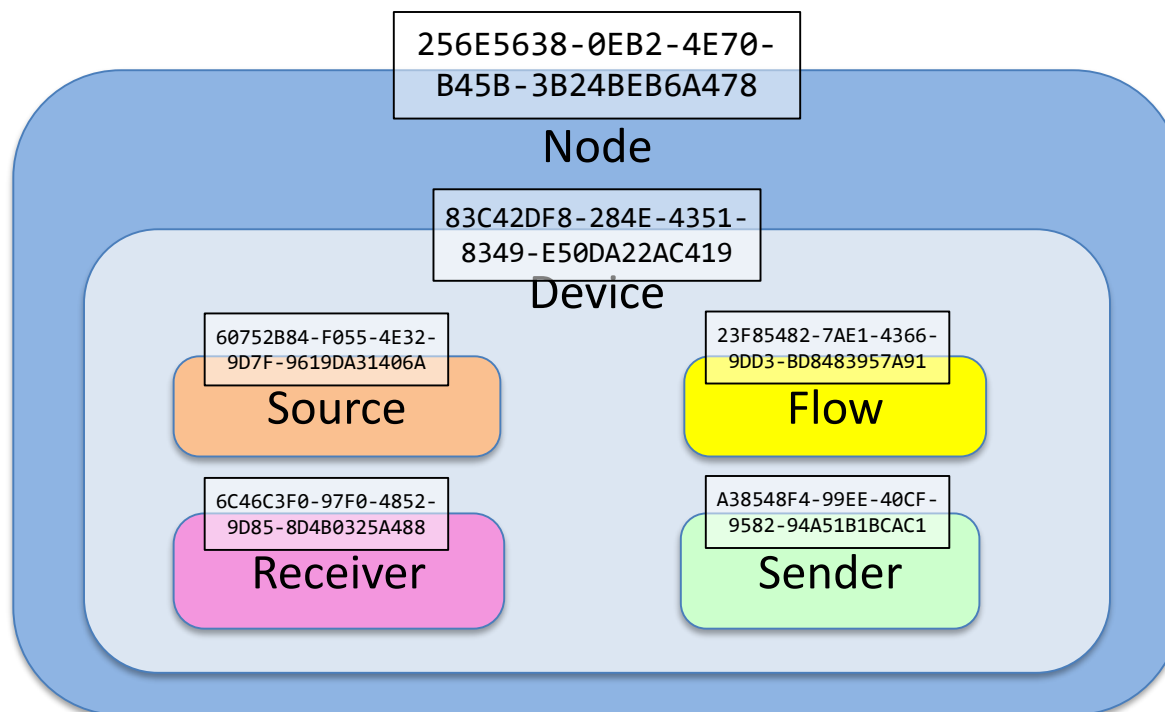 256E5638-0EB2-4E70-
B45B-3B24BEB6A478
Node
83C42DF8-284E-4351-
8349-E50DA22AC419
Device
60752B84-F055-4E32-
9D7F-9619DA31406A
Source
23F85482-7AE1-4366-
9DD3-BD8483957A91
Flow
6C46C3F0-97F0-4852-
9D85-8D4B0325A488
Receiver
A38548F4-99EE-40CF-
9582-94A51B1BCAC1
Sender